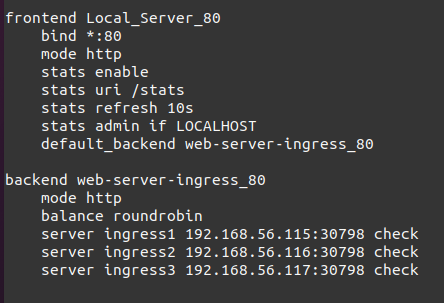 frontend Local_Server_80
    bind *:80
    mode http
    stats enable
    stats uri /stats
    stats refresh 10s
    stats admin if LOCALHOST
    default_backend web-server-ingress_80

backend web-server-ingress_80
    mode http
    balance roundrobin
    server ingress1 192.168.56.115:30798 check
    server ingress2 192.168.56.116:30798 check
    server ingress3 192.168.56.117:30798 check